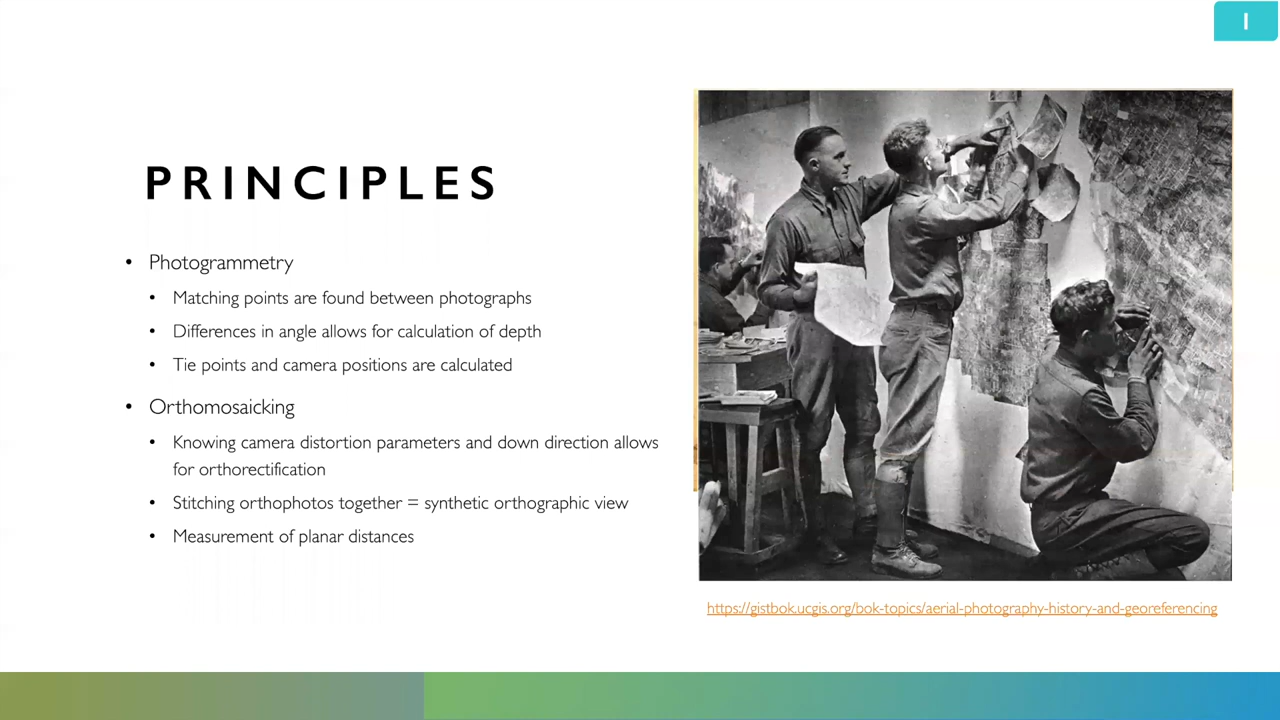 I
PRINCIPLES
• Photogrammetry
• Matching points are found between photographs
• Differences in angle allows for calculation of depth
• Tie points and camera positions are calculated
• Orthomosaicking
• Knowing camera distortion parameters and down direction allows
for orthorectification
• Stitching orthophotos together = synthetic orthographic view
• Measurement of planar distances
https://gistbok.ucgis.org/bok-topics/aerial-photography-history-and-georeferencing